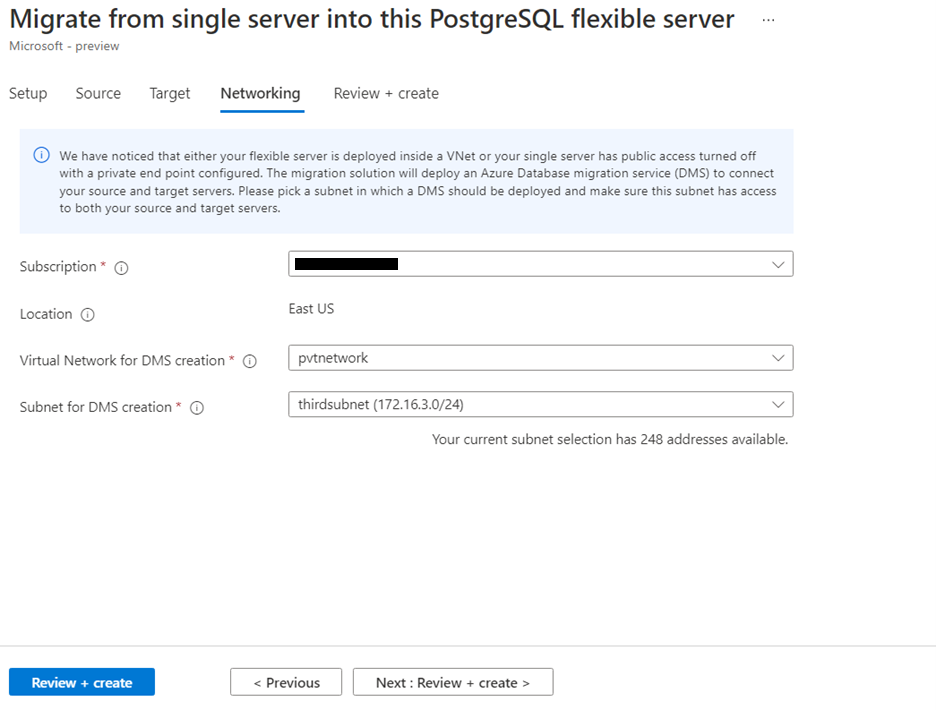 Migrate from single server into this PostgreSQL flexible server ...
Microsoft - preview
Setup Source Target Networking Review + create
We have noticed that either your flexible server is deployed inside a VNet or your single server has public access turned off
with a private end point configured. The migration solution will deploy an Azure Database migration service (DMS) to connect
your source and target servers. Please pick a subnet in which a DMS should be deployed and make sure this subnet has access
to both your source and target servers.
Subscription *
Location East US
Virtual Network for DMS creation * pvtnetwork
Subnet for DMS creation * thirdsubnet (172.16.3.0/24)
Your current subnet selection has 248 addresses available.
Review + create < Previous Next : Review + create >